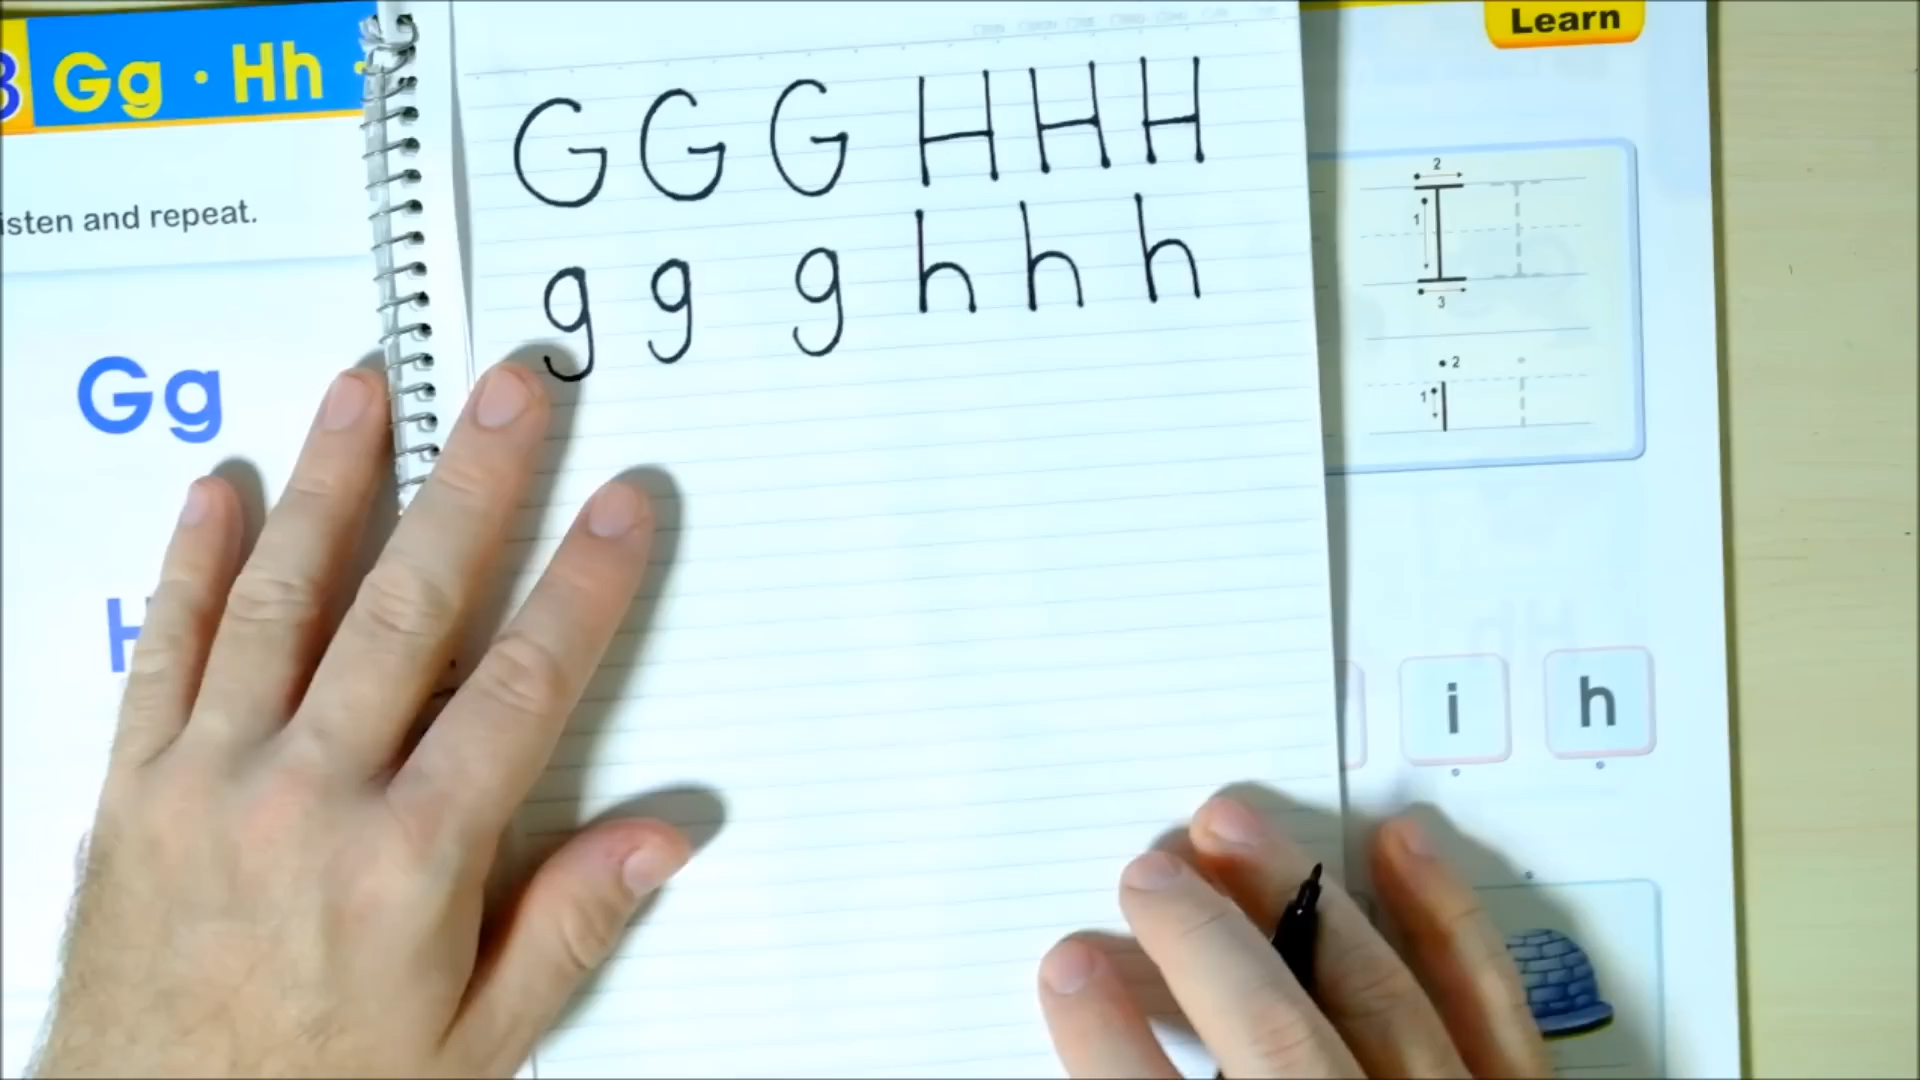 Gg · Hh ·
Learn
isten and repeat.
G G G H H H
g g g h h h
Gg
H
2
1 I I
3
2
1 i i
i h